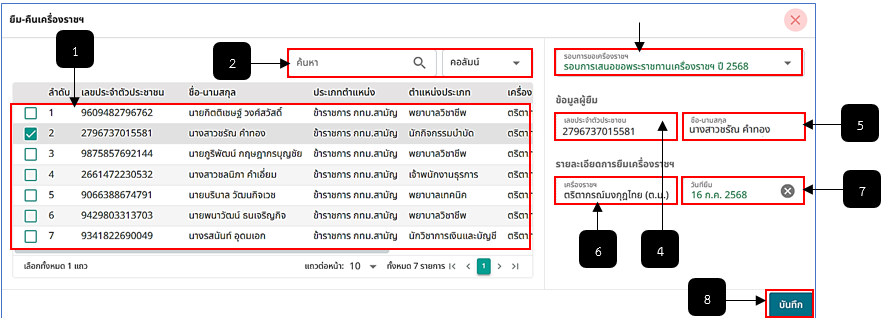 ยืม-คืนเครื่องราชฯ
1
2
ค้นหา
คอลัมน์
รอบการขอเครื่องราชฯ
รอบการเสนอขอพระราชทานเครื่องราชฯ ปี 2568
ลำดับ เลขประจำตัวประชาชน ชื่อ-นามสกุล ประเภทตำแหน่ง ตำแหน่งประเภท เครื่อง
1 9609482796762 นายกิตติเชษฐ์ วงค์สวัสดิ์ ข้าราชการ กทม.สามัญ พยาบาลวิชาชีพ ตริตาภ
2 2796737015581 นางสาวชรัณ คำทอง ข้าราชการ กทม.สามัญ นักกิจกรรมบำบัด ตริตาภ
3 9875857692144 นายภูริพัฒน์ กฤษฎากรบุญชัย ข้าราชการ กทม.สามัญ พยาบาลวิชาชีพ ตริตาภ
4 2661472230532 นางสาวชลนิภา คำเอี่ยม ข้าราชการ กทม.สามัญ เจ้าพนักงานธุรการ ตริตาภ
5 9066388674791 นายบริบาล วัฒนกิจเวช ข้าราชการ กทม.สามัญ พยาบาลเทคนิค ตริตาภ
6 9429803313703 นายพนาวัฒน์ ธนเจริญกิจ ข้าราชการ กทม.สามัญ พยาบาลวิชาชีพ ตริตาภ
7 9341822690049 นางรสนันท์ อุดมเอก ข้าราชการ กทม.สามัญ นักวิชาการเงินและบัญชี ตริตาภ
เลือกทั้งหมด 1 แถว
แถวต่อหน้า: 10 ทั้งหมด 7 รายการ 1
ข้อมูลผู้ยืม
เลขประจำตัวประชาชน
2796737015581
ชื่อ-นามสกุล
นางสาวชรัณ คำทอง
5
รายละเอียดการยืมเครื่องราชฯ
เครื่องราชฯ
ตริตาภรณ์มงกุฎไทย (ต.ม.)
วันที่ยืม
16 ก.ค. 2568
7
6
4
8
บันทึก